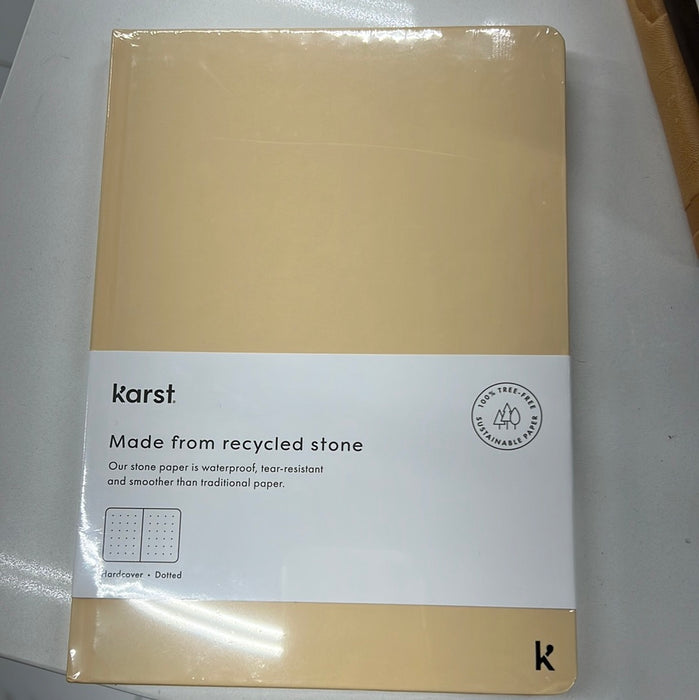 karst
100% TREE-FREE
SUSTAINABLE PAPER
Made from recycled stone
Our stone paper is waterproof, tear-resistant
and smoother than traditional paper.
Hardcover • Dotted
k